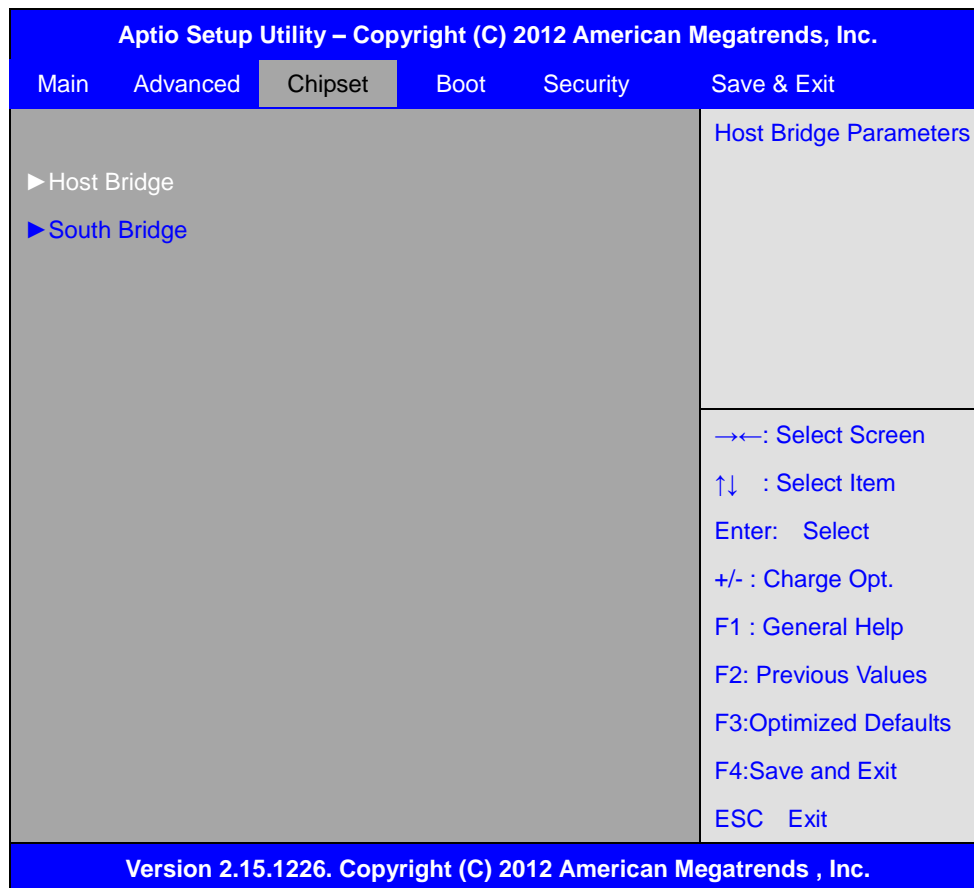 Aptio Setup Utility – Copyright (C) 2012 American Megatrends, Inc.
Main Advanced Chipset Boot Security Save & Exit
►Host Bridge
►South Bridge
Host Bridge Parameters
→←: Select Screen
↑↓ : Select Item
Enter: Select
+/- : Charge Opt.
F1 : General Help
F2: Previous Values
F3:Optimized Defaults
F4:Save and Exit
ESC Exit
Version 2.15.1226. Copyright (C) 2012 American Megatrends , Inc.